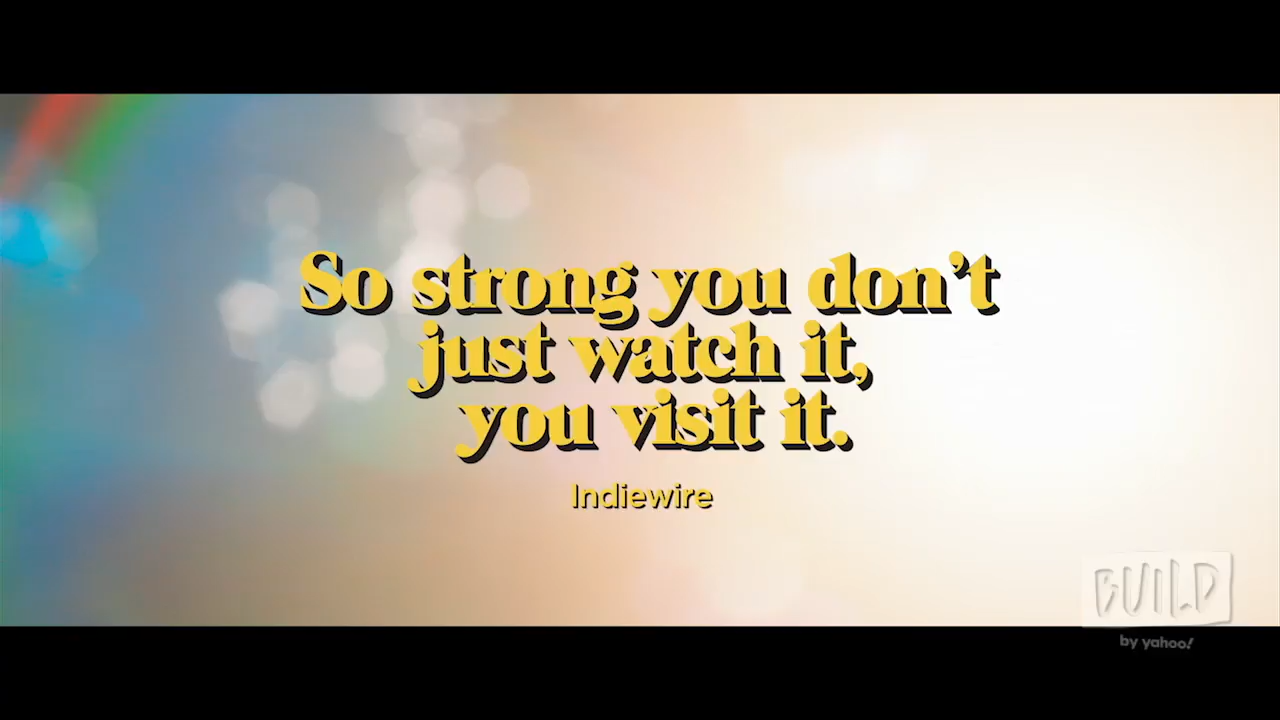 So strong you don't
just watch it,
you visit it.
Indiewire
BUILD
by yahoo!